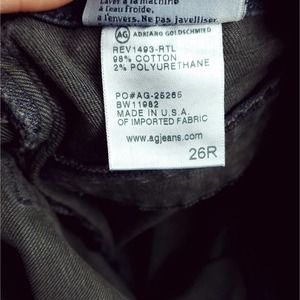 Laver à la machine
à l'eau froide,
à l'envers. Ne pas javelliser.
AG ADRIANO GOLDSCHMIED
REV1493-RTL
98% COTTON
2% POLYURETHANE
PO#AG-25265
BW11982
MADE IN U.S.A.
OF IMPORTED FABRIC
www.agjeans.com
26R